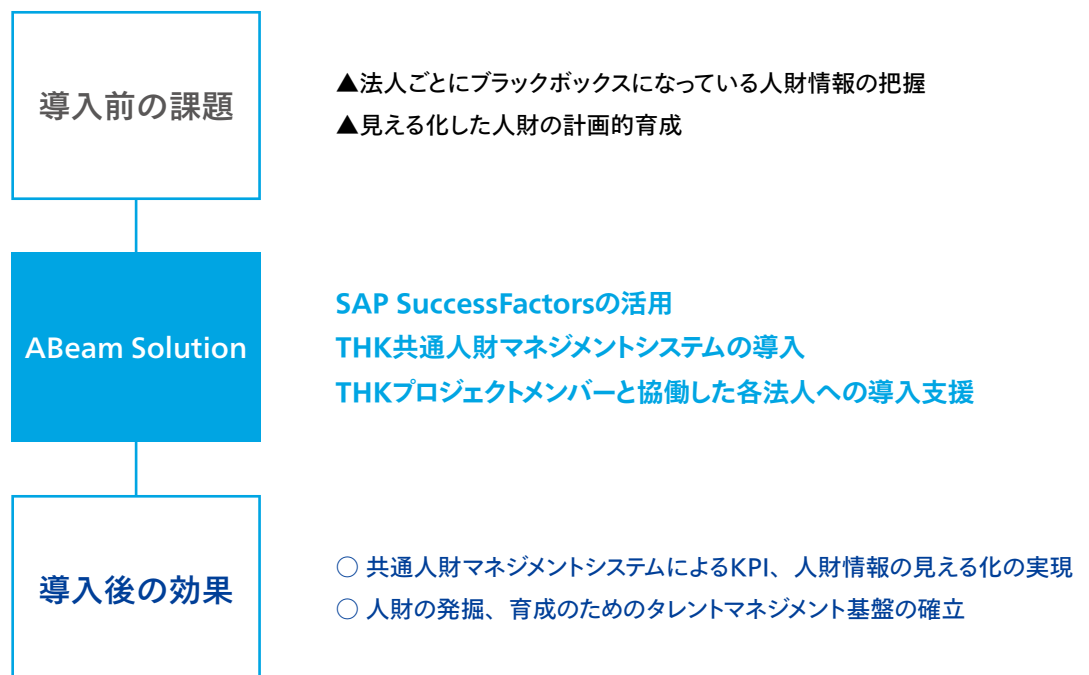 導入前の課題
▲法人ごとにブラックボックスになっている人財情報の把握
▲見える化した人財の計画的育成
ABeam Solution
SAP SuccessFactorsの活用
THK共通人財マネジメントシステムの導入
THKプロジェクトメンバーと協働した各法人への導入支援
導入後の効果
○ 共通人財マネジメントシステムによるKPI、人財情報の見える化の実現
○ 人財の発掘、育成のためのタレントマネジメント基盤の確立